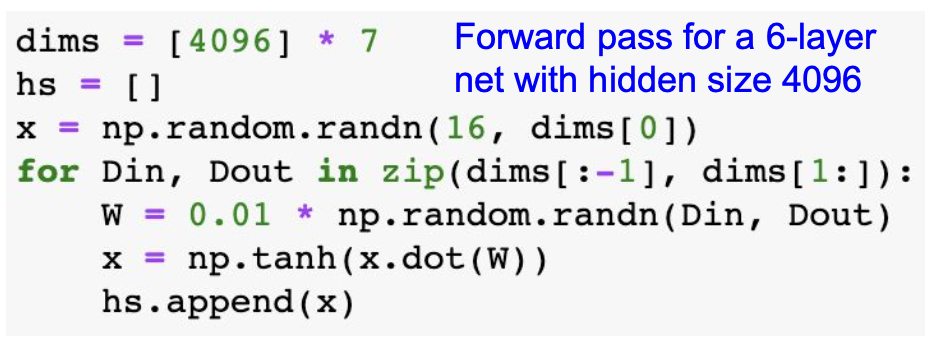 dims = [4096] * 7
Forward pass for a 6-layer
net with hidden size 4096
hs = []
x = np.random.randn(16, dims[0])
for Din, Dout in zip(dims[:-1], dims[1:]):
    W = 0.01 * np.random.randn(Din, Dout)
    x = np.tanh(x.dot(W))
    hs.append(x)